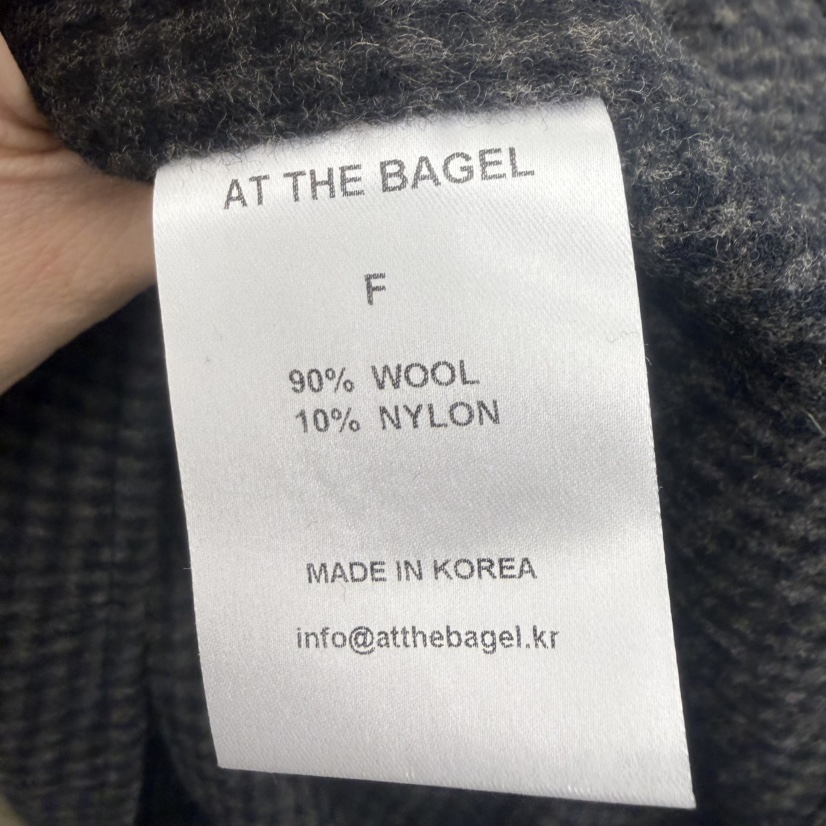 AT THE BAGEL
F
90% WOOL
10% NYLON
MADE IN KOREA
info@atthebagel.kr